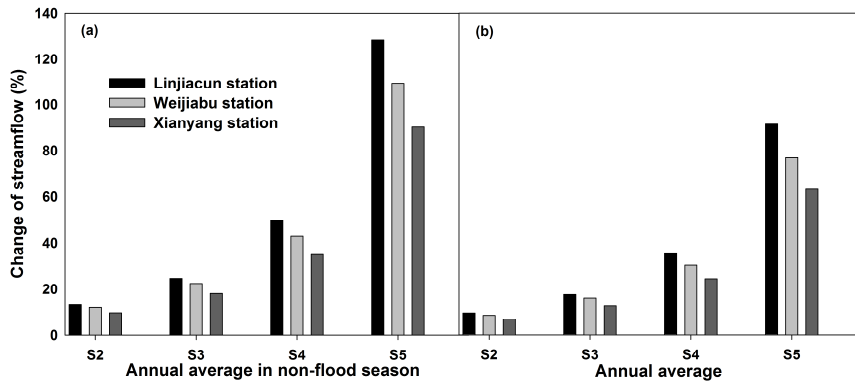 140
120
100
80
60
40
20
0
Change of streamflow (%)
(a)
Linjiacun station
Weijiabu station
Xianyang station
S2 S3 S4 S5
Annual average in non-flood season
(b)
S2 S3 S4 S5
Annual average